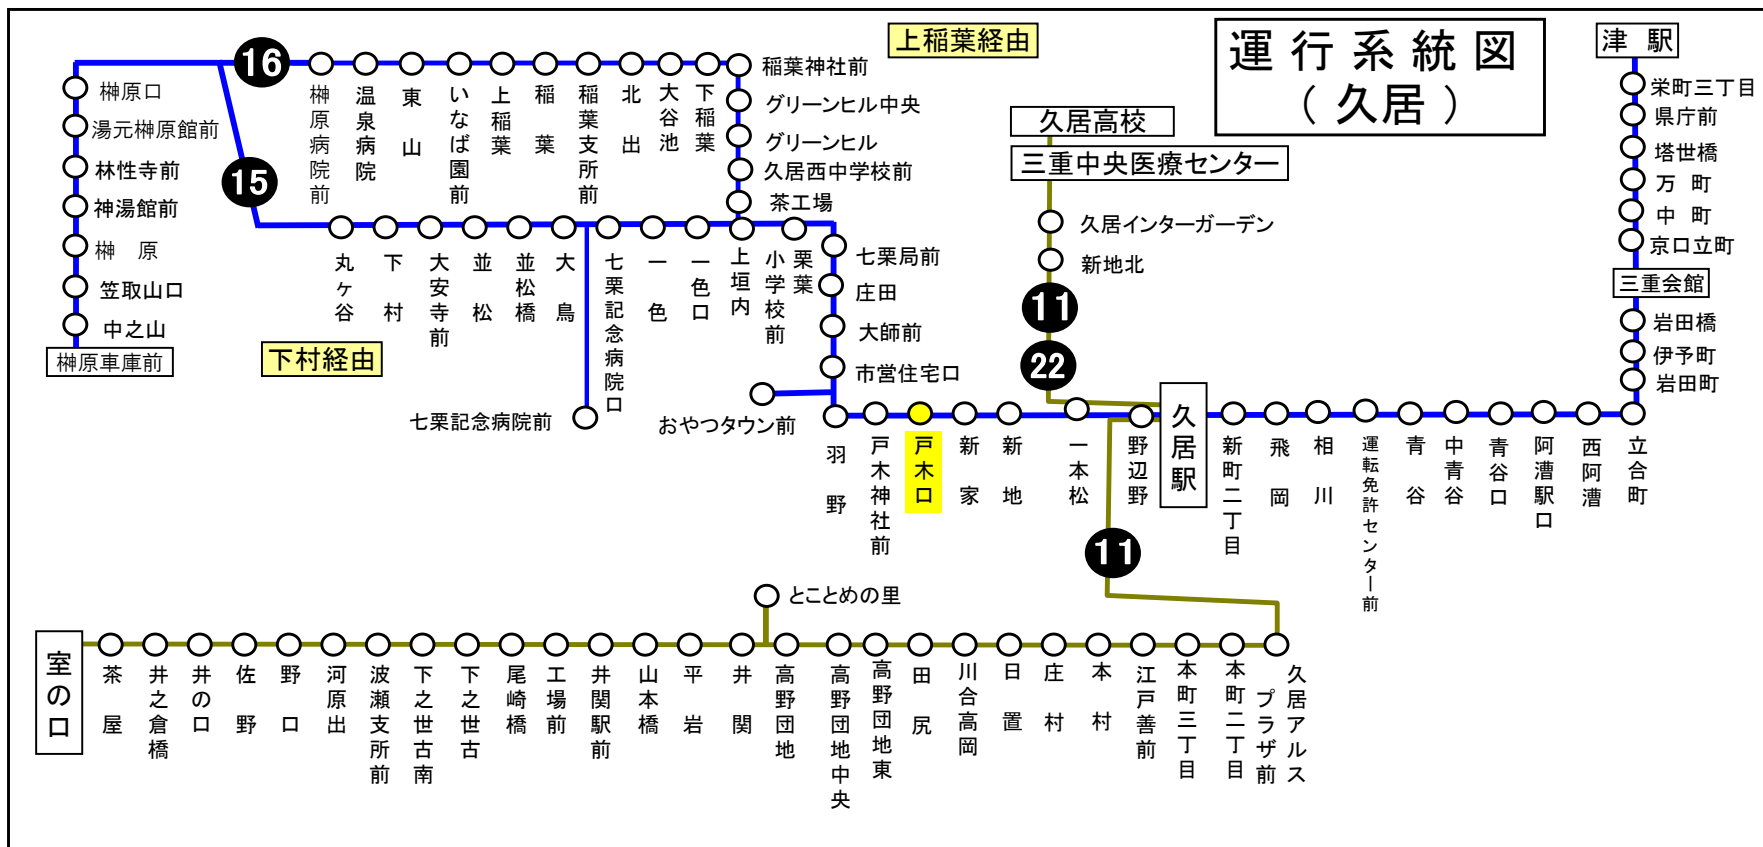 運行系統図
（久居）
上稲葉経由
16
榊原病院前
温泉病院
東山
いなば園前
上稲葉
稲葉
稲葉支所前
北出
大谷池
下稲葉
稲葉神社前
グリーンヒル中央
グリーンヒル
久居西中学校前
茶工場
榊原口
湯元榊原館前
林性寺前
神湯館前
榊原
笠取山口
中之山
榊原車庫前
15
下村経由
丸ヶ谷
下村
大安寺前
並松
並松橋
大鳥
七栗記念病院口
一色
一色口
上垣内
栗葉
小学校前
七栗記念病院前
七栗局前
庄田
大師前
市営住宅口
おやつタウン前
羽野
戸木神社前
戸木口
新家
新地
一本松
野辺野
久居駅
新町二丁目
飛岡
相川
運転免許センター前
青谷
中青谷
青谷口
阿漕駅口
西阿漕
立合町
久居高校
三重中央医療センター
久居インターガーデン
新地北
11
22
津駅
栄町三丁目
県庁前
塔世橋
万町
中町
京口立町
三重会館
岩田橋
伊予町
岩田町
11
とことめの里
室の口
茶屋
井之倉橋
井の口
佐野
野口
河原出
波瀬支所前
下之世古南
下之世古
尾崎橋
工場前
井関駅前
山本橋
平岩
井関
高野団地
高野団地中央
高野団地東
田尻
川合高岡
日置
庄村
本村
江戸善前
本町三丁目
本町二丁目
久居アルス
プラザ前